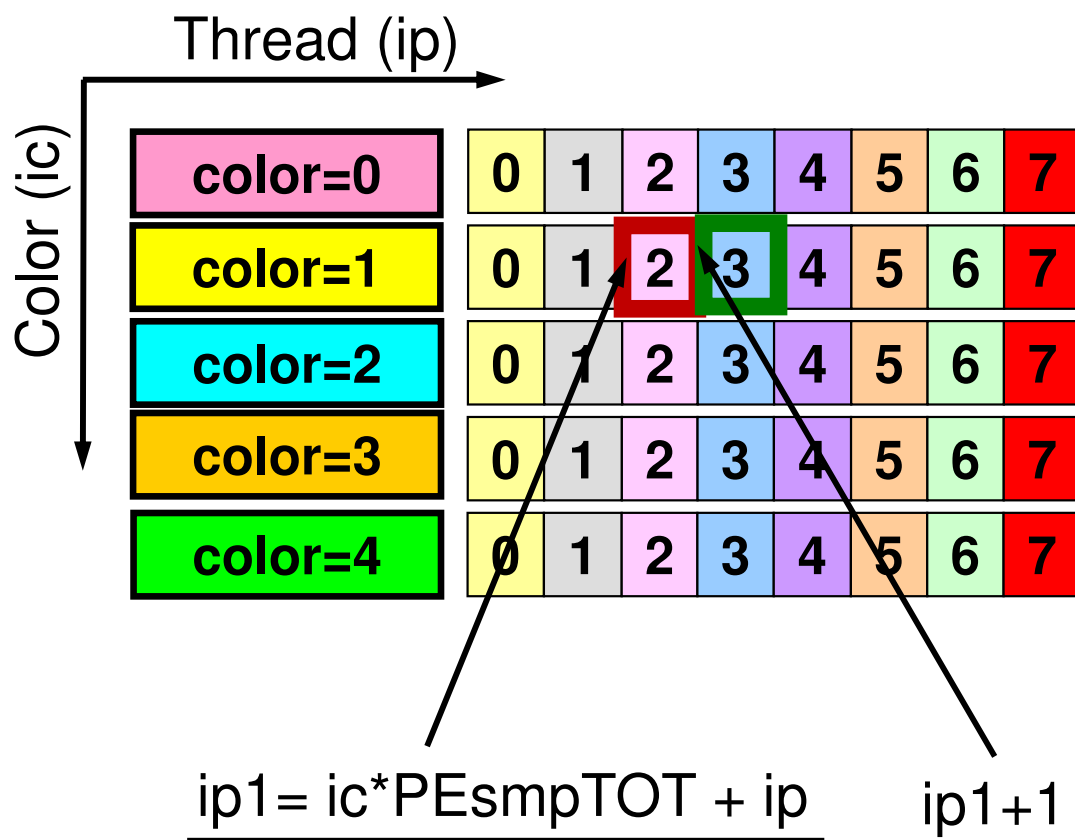 Thread (ip)
Color (ic)
color=0 0 1 2 3 4 5 6 7
color=1 0 1 2 3 4 5 6 7
color=2 0 1 2 3 4 5 6 7
color=3 0 1 2 3 4 5 6 7
color=4 0 1 2 3 4 5 6 7
ip1= ic*PEsmpTOT + ip ip1+1